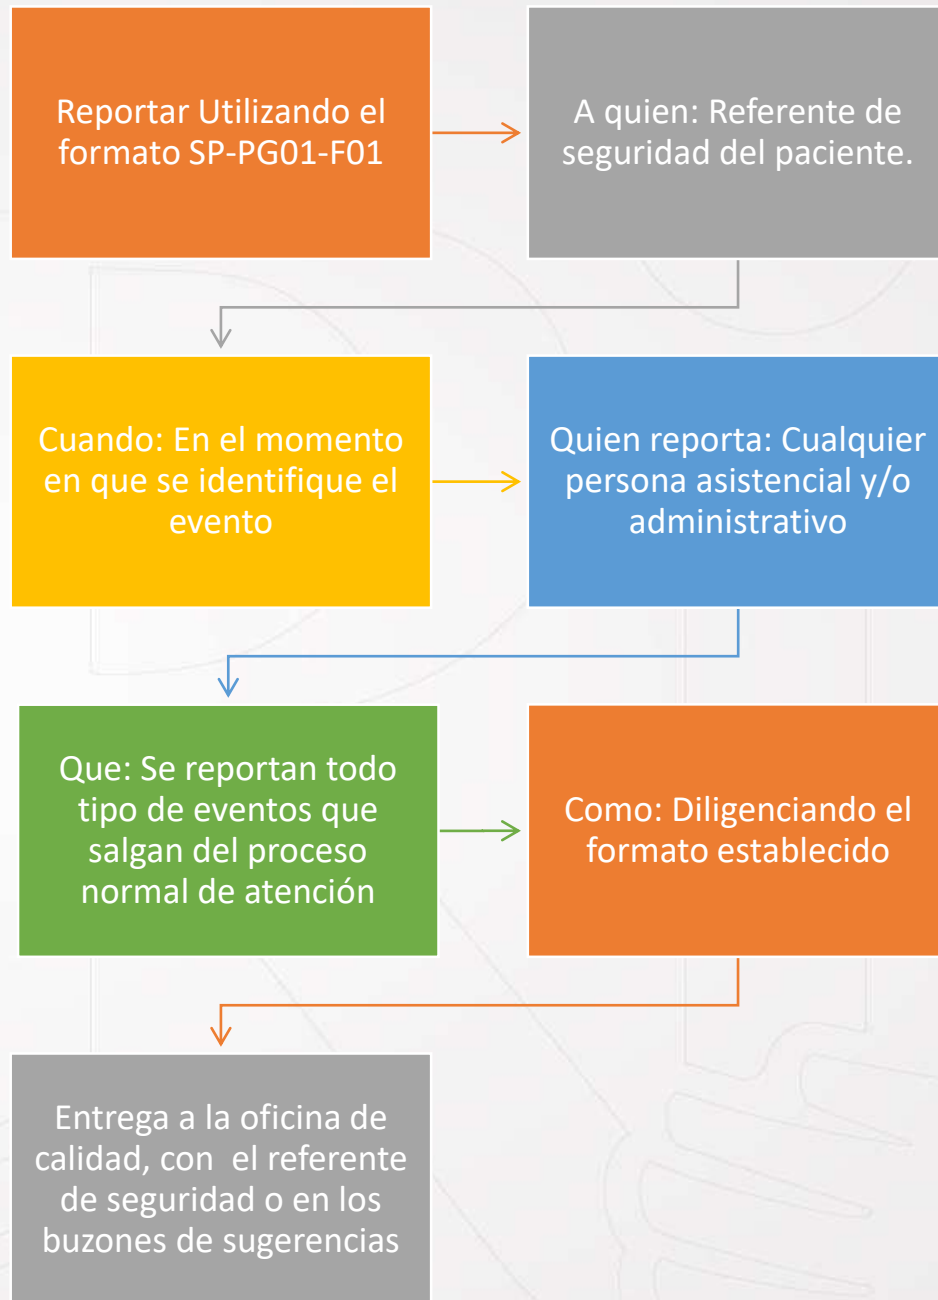 Reportar Utilizando el
formato SP-PG01-F01
A quien: Referente de
seguridad del paciente.
Cuando: En el momento
en que se identifique el
evento
Quien reporta: Cualquier
persona asistencial y/o
administrativo
Que: Se reportan todo
tipo de eventos que
salgan del proceso
normal de atención
Como: Diligenciando el
formato establecido
Entrega a la oficina de
calidad, con  el referente
de seguridad o en los
buzones de sugerencias